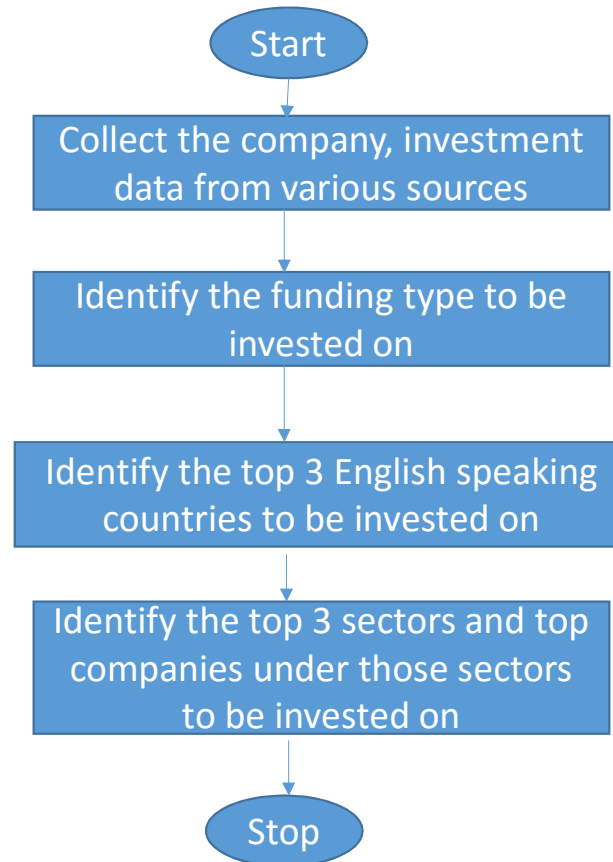 Start
Collect the company, investment
data from various sources
Identify the funding type to be
invested on
Identify the top 3 English speaking
countries to be invested on
Identify the top 3 sectors and top
companies under those sectors
to be invested on
Stop